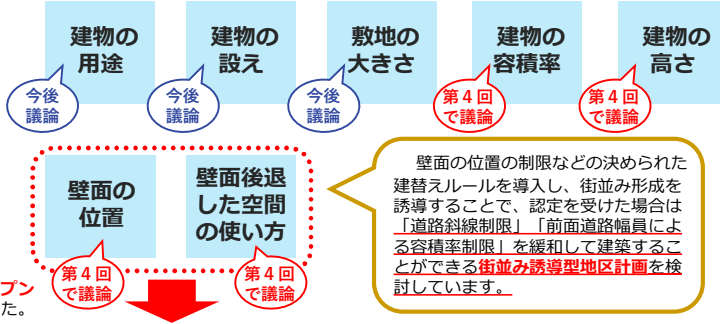 建物の
用途
今後
議論
建物の
設え
今後
議論
敷地の
大きさ
今後
議論
建物の
容積率
第４回
で議論
建物の
高さ
第４回
で議論
壁面の
位置
第４回
で議論
壁面後退
した空間
の使い方
第４回
で議論
壁面の位置の制限などの決められた
建替えルールを導入し、街並み形成を
誘導することで、認定を受けた場合は
「道路斜線制限」「前面道路幅員によ
る容積率制限」を緩和して建築するこ
とができる街並み誘導型地区計画を検
討しています。
プン
た。